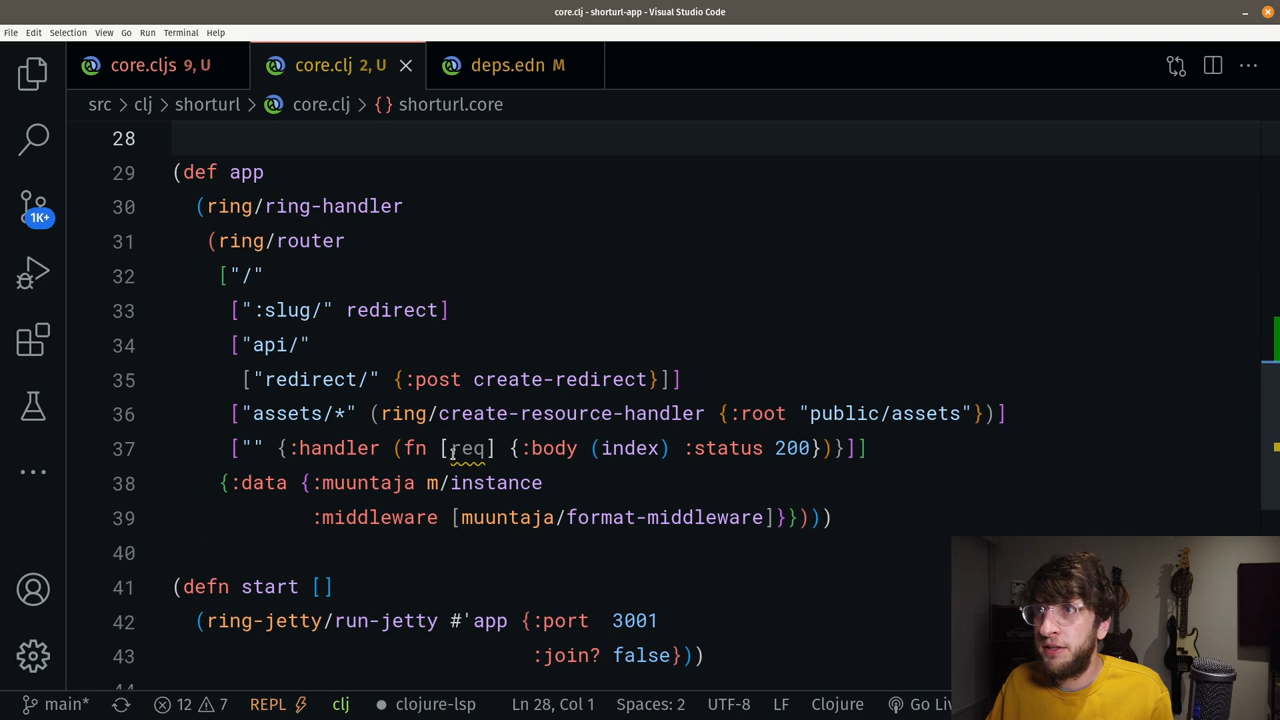 core.clj - shorturl-app - Visual Studio Code
File Edit Selection View Go Run Terminal Help
core.cljs 9, U core.clj 2, U deps.edn M
src > clj > shorturl > core.clj > {} shorturl.core
28
29 (def app
30 (ring/ring-handler
31 (ring/router
32 ["/"
33 [":slug/" redirect]
34 ["api/"
35 ["redirect/" {:post create-redirect}]]
36 ["assets/*" (ring/create-resource-handler {:root "public/assets"})]
37 ["" {:handler (fn [req] {:body (index) :status 200})}]]
38 {:data {:muuntaja m/instance
39 :middleware [muuntaja/format-middleware]}})))
40
41 (defn start []
42 (ring-jetty/run-jetty #'app {:port 3001
43 :join? false}))
1K+
main* 12 7 REPL clj clojure-lsp Ln 28, Col 1 Spaces: 2 UTF-8 LF Clojure Go Liv